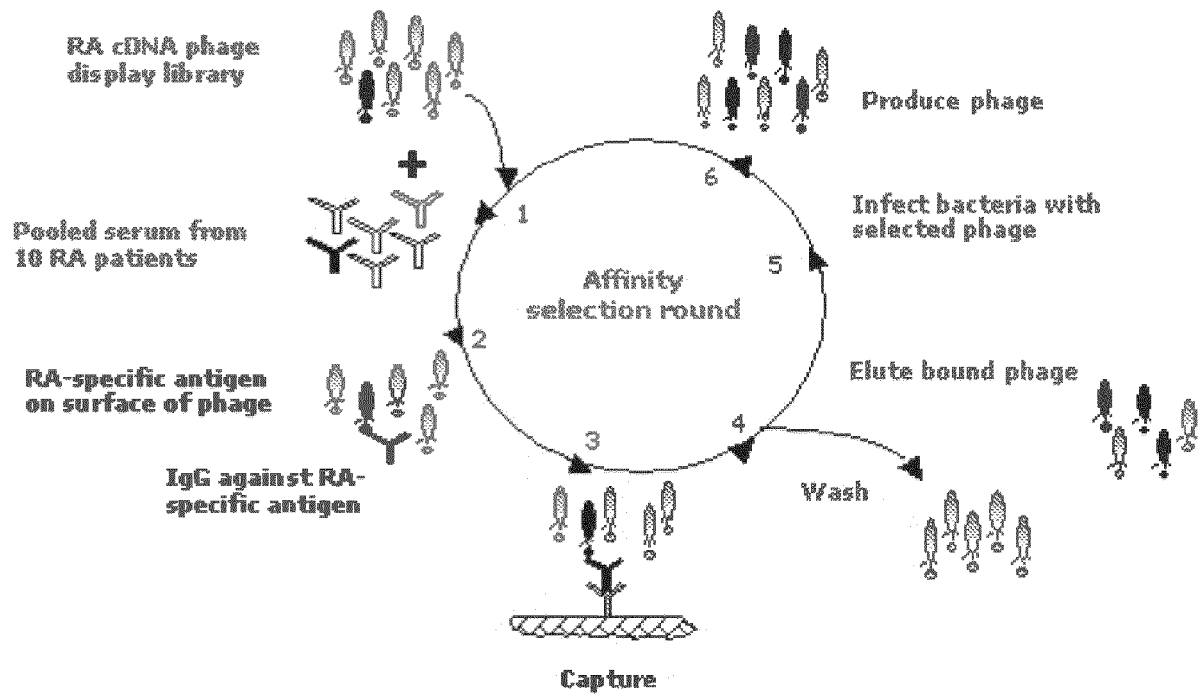 RA cDNA phage
display library
Produce phage
Pooled serum from
10 RA patients
1
6
Infect bacteria with
selected phage
5
Affinity
selection round
2
RA-specific antigen
on surface of phage
Elute bound phage
IgG against RA-
specific antigen
3
4
Wash
Capture